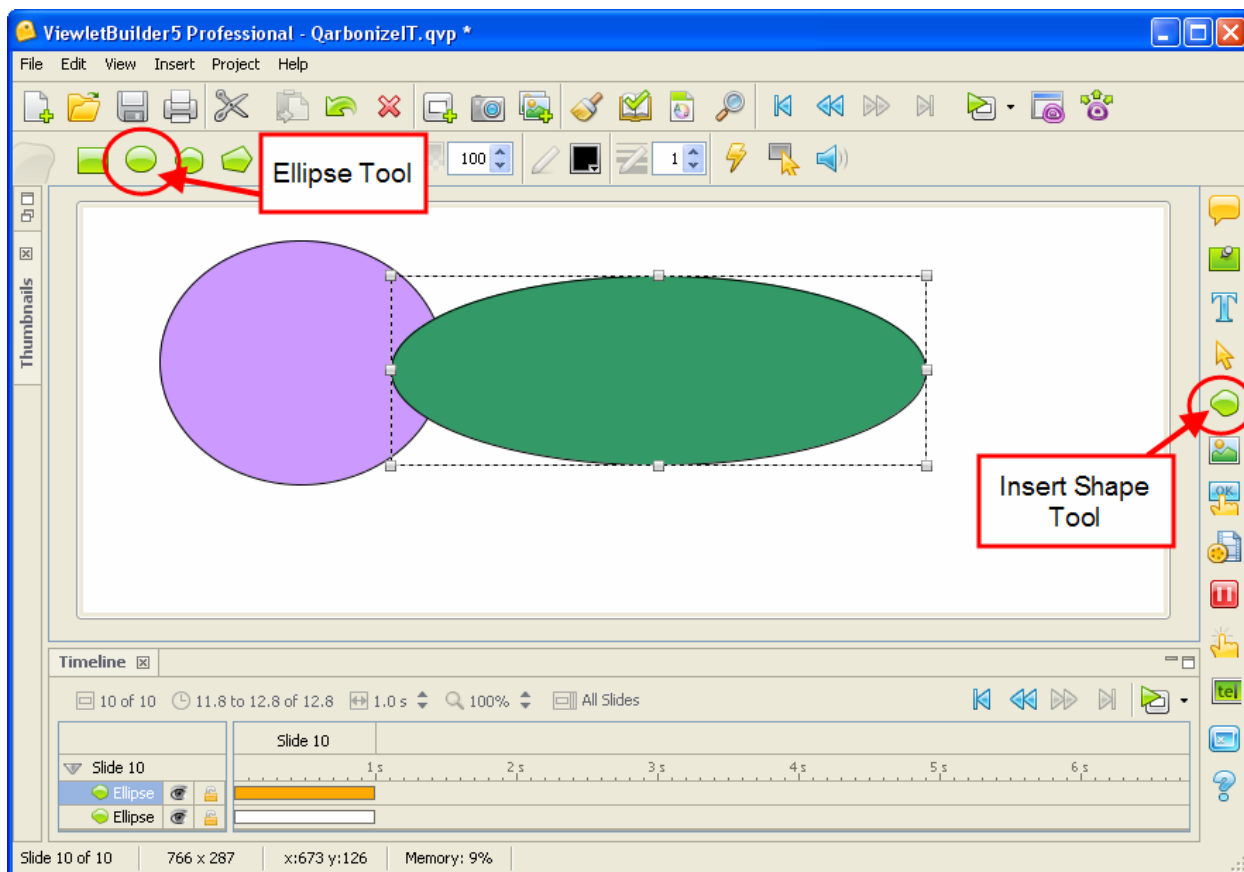 ViewletBuilder5 Professional - QarbonizeIT.qvp *
File Edit View Insert Project Help
Ellipse Tool
100
1
Thumbnails
Insert Shape
Tool
OK
te
Timeline
10 of 10 11.8 to 12.8 of 12.8 1.0 s 100% All Slides
Slide 10
Slide 10
1 s 2 s 3 s 4 s 5 s 6 s
Ellipse
Ellipse
Slide 10 of 10 766 x 287 x:673 y:126 Memory: 9%